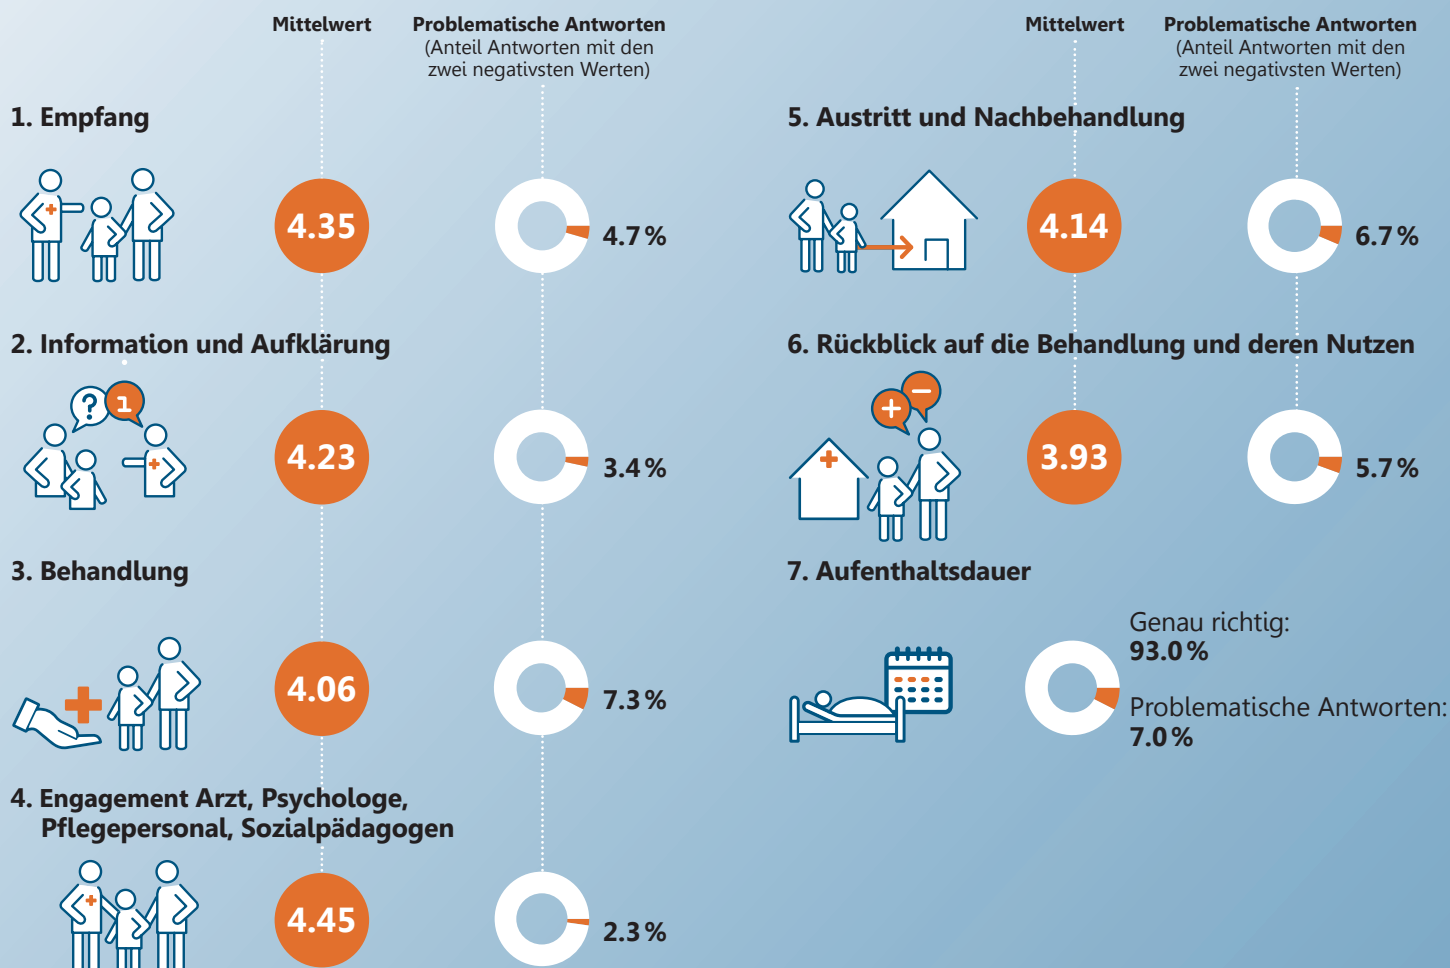 Mittelwert
Problematische Antworten
(Anteil Antworten mit den
zwei negativsten Werten)
1. Empfang
4.35
4.7 %
2. Information und Aufklärung
?
1
4.23
3.4 %
3. Behandlung
4.06
7.3 %
4. Engagement Arzt, Psychologe,
Pflegepersonal, Sozialpädagogen
4.45
2.3 %
Mittelwert
Problematische Antworten
(Anteil Antworten mit den
zwei negativsten Werten)
5. Austritt und Nachbehandlung
4.14
6.7 %
6. Rückblick auf die Behandlung und deren Nutzen
+
−
3.93
5.7 %
7. Aufenthaltsdauer
Genau richtig:
93.0 %
Problematische Antworten:
7.0 %